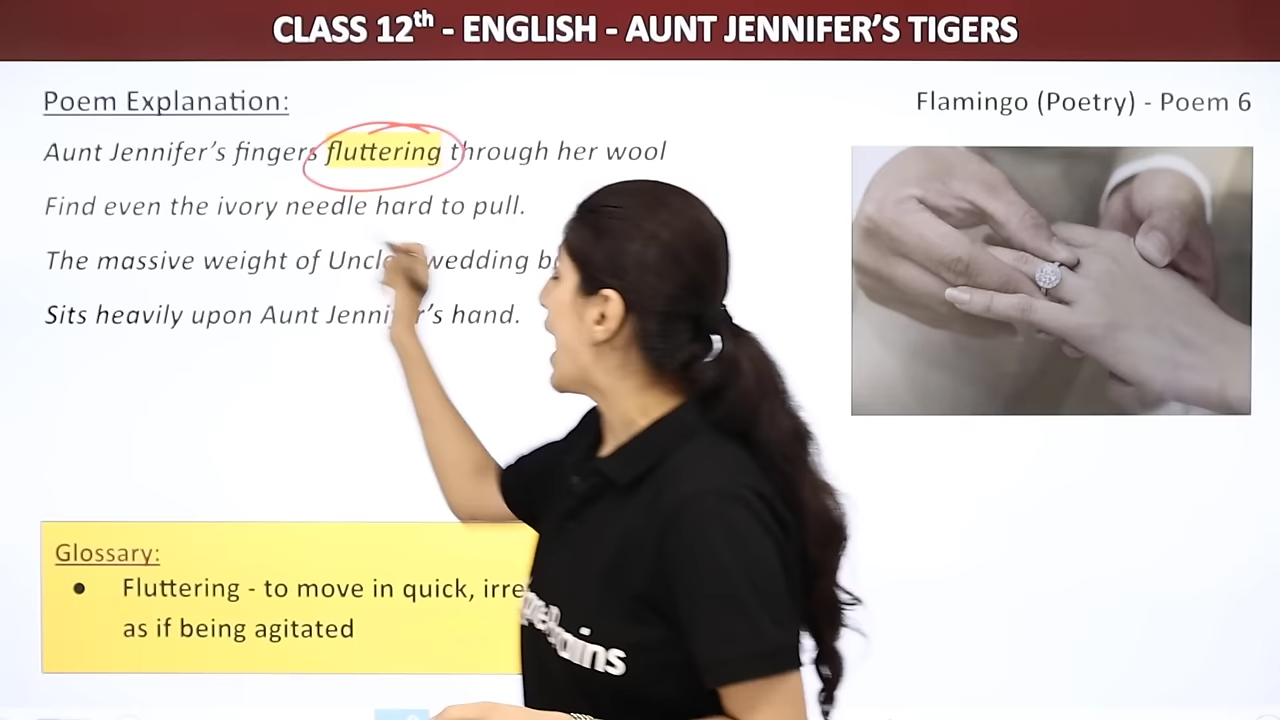 CLASS 12th - ENGLISH - AUNT JENNIFER’S TIGERS
Poem Explanation:
Flamingo (Poetry) - Poem 6
Aunt Jennifer’s fingers fluttering through her wool
Find even the ivory needle hard to pull.
The massive weight of wedding
Sits heavily upon Aunt hand.
Glossary:
● Fluttering - to move in quick,
as if being agitated